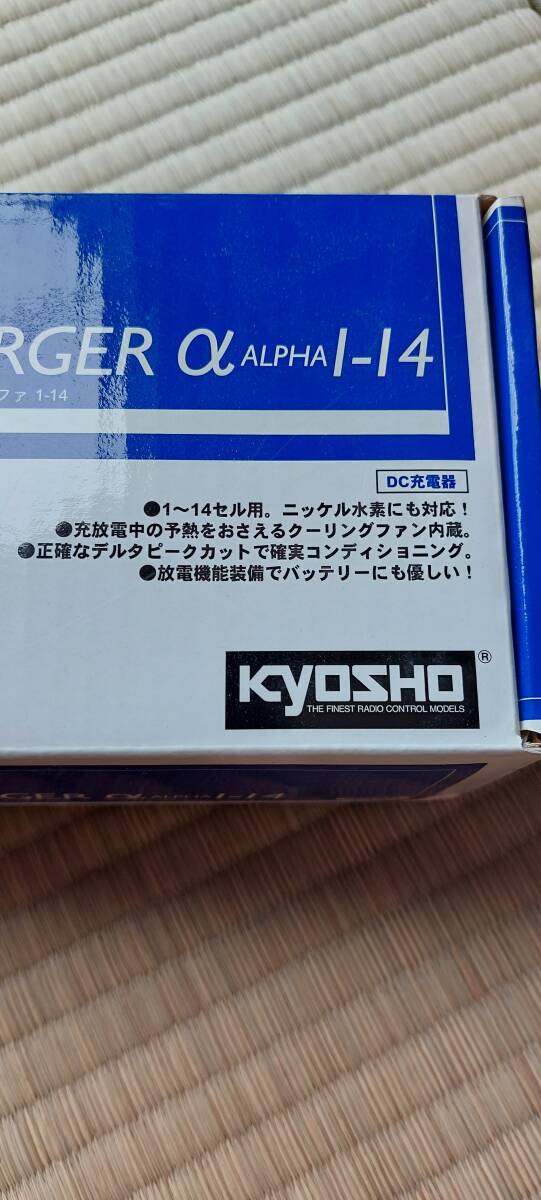 RGER α ALPHA 1-14
ファ 1-14
DC充電器
●1〜14セル用。ニッケル水素にも対応！
●充放電中の予熱をおさえるクーリングファン内蔵。
●正確なデルタピークカットで確実コンディショニング。
●放電機能装備でバッテリーにも優しい！
KYOSHO®
THE FINEST RADIO CONTROL MODELS
RGER α ALPHA 1-14